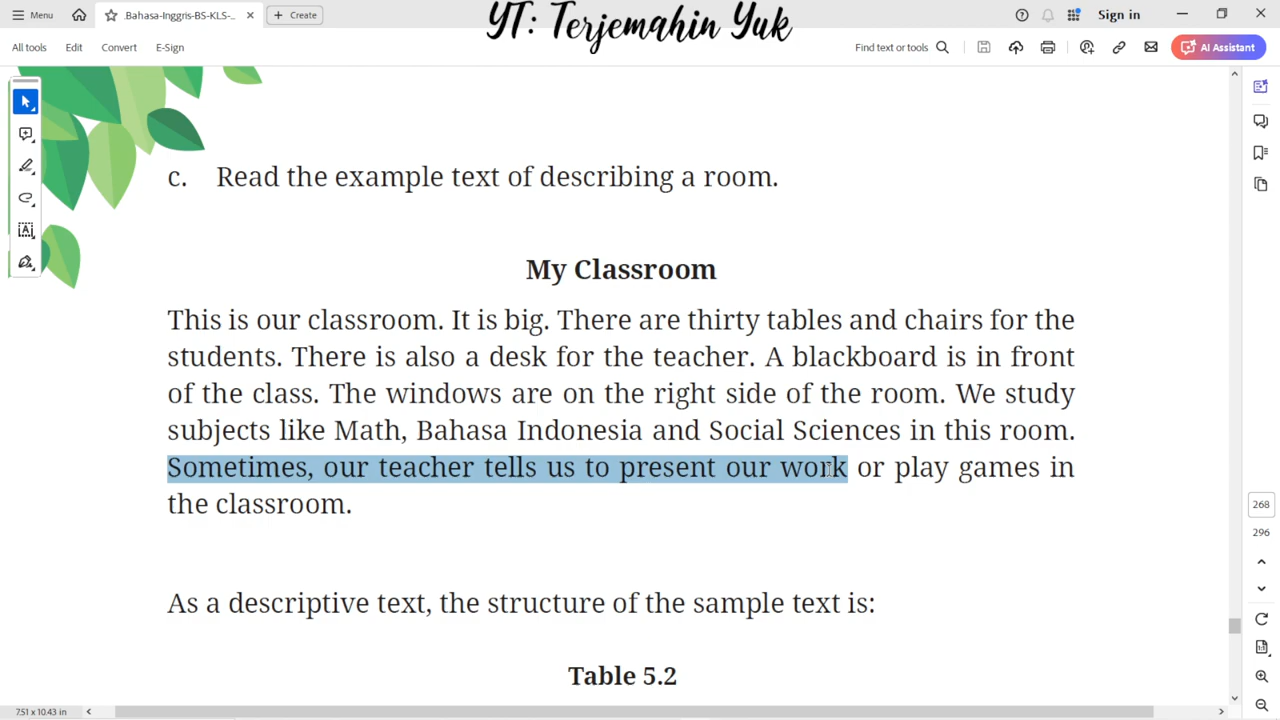 Menu
Bahasa-Inggris-BS-KLS-...
Create
YT: Terjemahin Yuk
Sign in
All tools
Edit
Convert
E-Sign
Find text or tools
AI Assistant
c. Read the example text of describing a room.
My Classroom
This is our classroom. It is big. There are thirty tables and chairs for the
students. There is also a desk for the teacher. A blackboard is in front
of the class. The windows are on the right side of the room. We study
subjects like Math, Bahasa Indonesia and Social Sciences in this room.
Sometimes, our teacher tells us to present our work or play games in
the classroom.
As a descriptive text, the structure of the sample text is:
Table 5.2
268
296
7.51 x 10.43 in